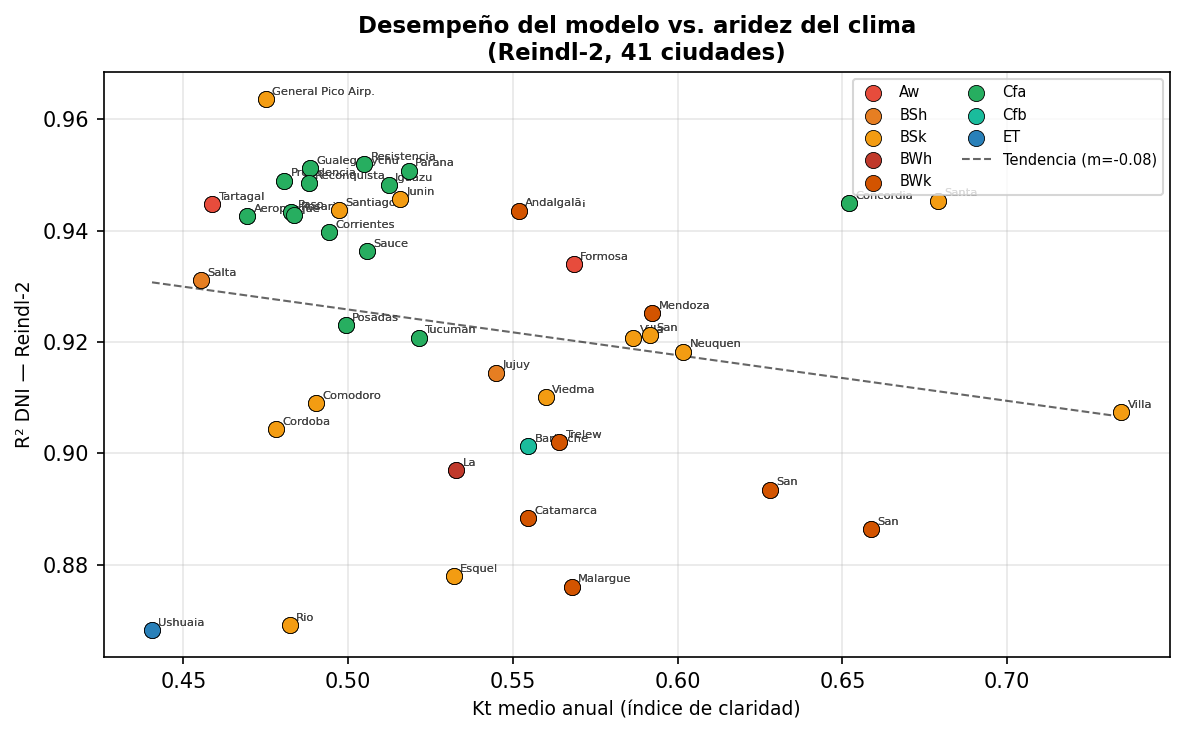 Desempeño del modelo vs. aridez del clima
(Reindl-2, 41 ciudades)
R² DNI — Reindl-2
0.96
0.94
0.92
0.90
0.88
0.45
0.50
0.55
0.60
0.65
0.70
Kt medio anual (índice de claridad)
Aw
BSh
BSk
BWh
BWk
Cfa
Cfb
ET
Tendencia (m=-0.08)
General Pico Airp.
Resistencia
Parana
Iguazu
Junin
Tartagal
Santiago
Corrientes
Sauce
Andalgalã¡
Concordia
Santa
Formosa
Salta
Mendoza
Posadas
Tucuman
Villa
San
Neuquen
Jujuy
Viedma
Comodoro
Cordoba
Villa
Trelew
La
San
Catamarca
San
Esquel
Malargue
Rio
Ushuaia